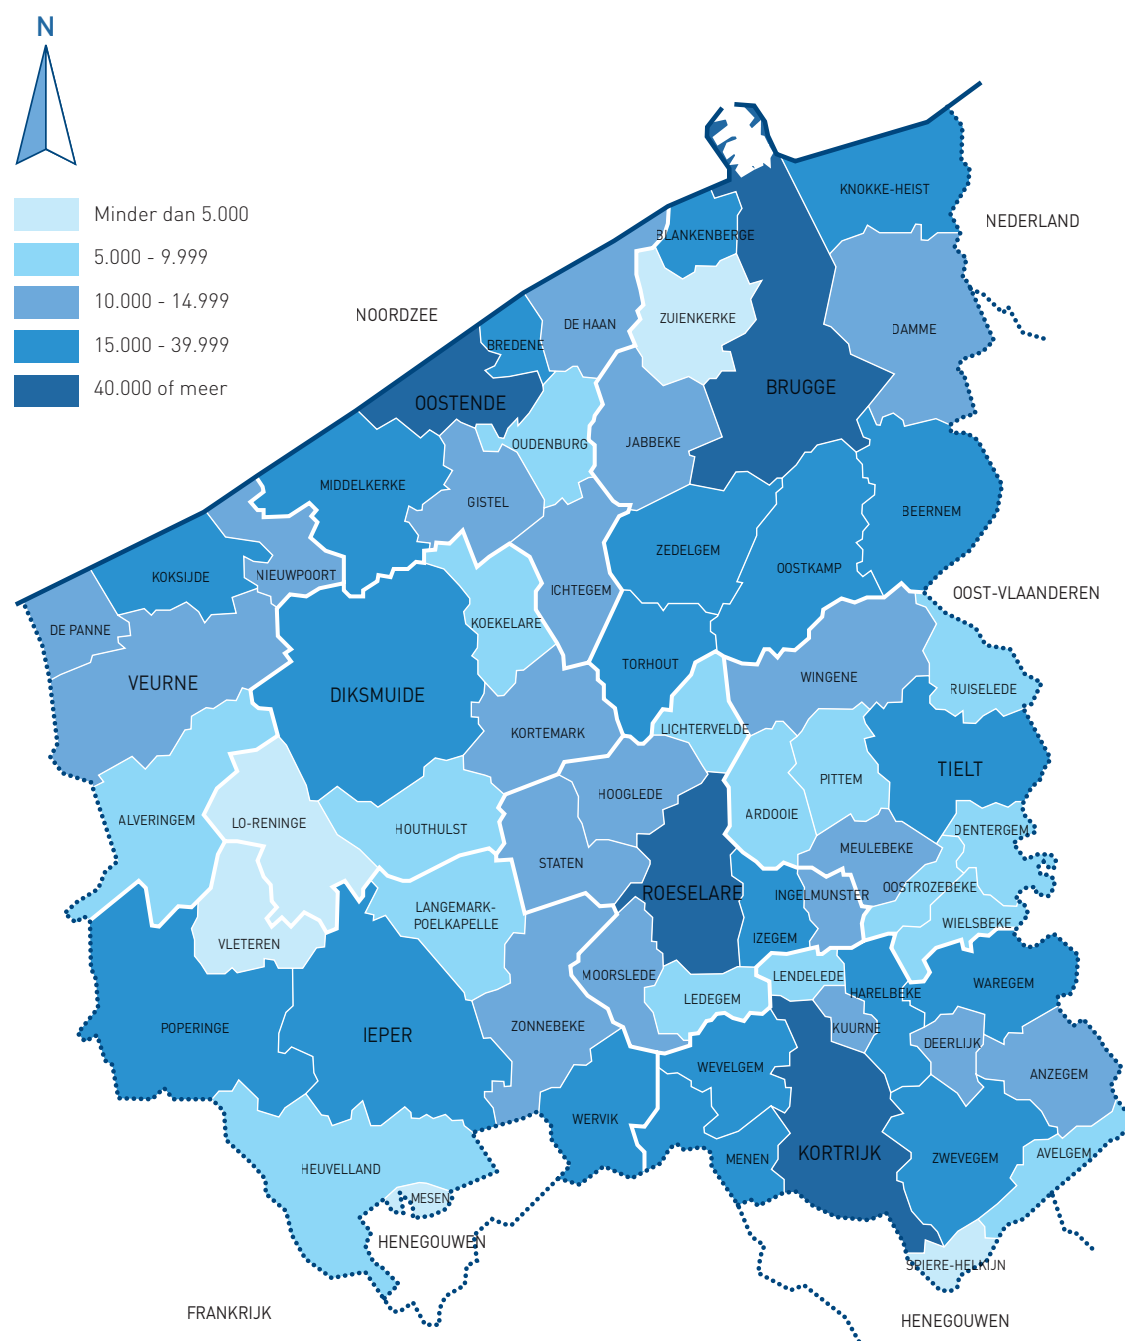 N
Minder dan 5.000
5.000 - 9.999
10.000 - 14.999
15.000 - 39.999
40.000 of meer
NOORDZEE
NEDERLAND
KNOKKE-HEIST
BLANKENBERGE
ZUIENKERKE
DE HAAN
DAMME
BREDENE
BRUGGE
OOSTENDE
OUDENBURG
JABBEKE
MIDDELKERKE
GISTEL
BEERNEM
ZEDELGEM
OOSTKAMP
KOKSIJDE
NIEUWPOORT
ICHTEGEM
OOST-VLAANDEREN
DE PANNE
KOEKELARE
TORHOUT
VEURNE
DIKSMUIDE
WINGENE
RUISELEDE
KORTEMARK
LICHTERVELDE
PITTEM
TIELT
HOOGLEDE
ARDOOIE
ALVERINGEM
LO-RENINGE
HOUTHULST
DENTERGEM
MEULEBEKE
STATEN
ROESELARE
INGELMUNSTER
OOSTROZEBEKE
LANGEMARK-
POELKAPELLE
WIELSBEKE
VLETEREN
IZEGEM
MOORSLEDE
LENDELEDE
WAREGEM
LEDEGEM
HARELBEKE
POPERINGE
IEPER
ZONNEBEKE
KUURNE
DEERLIJK
WEVELGEM
ANZEGEM
WERVIK
HEUVELLAND
MENEN
KORTRIJK
ZWEVEGEM
AVELGEM
MESEN
HENEGOUWEN
SPIERE-HELKIJN
FRANKRIJK
HENEGOUWEN